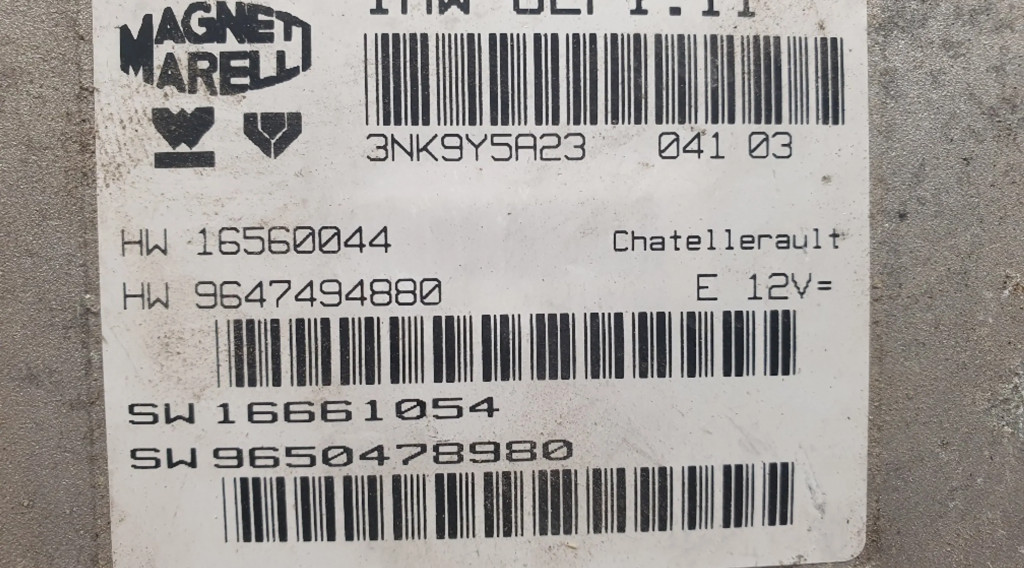 MAGNETI
MARELLI
3NK9Y5A23 041 03
HW 16560044 Chatellerault
HW 9647494880 E 12V=
SW 16661054
SW 9650478980